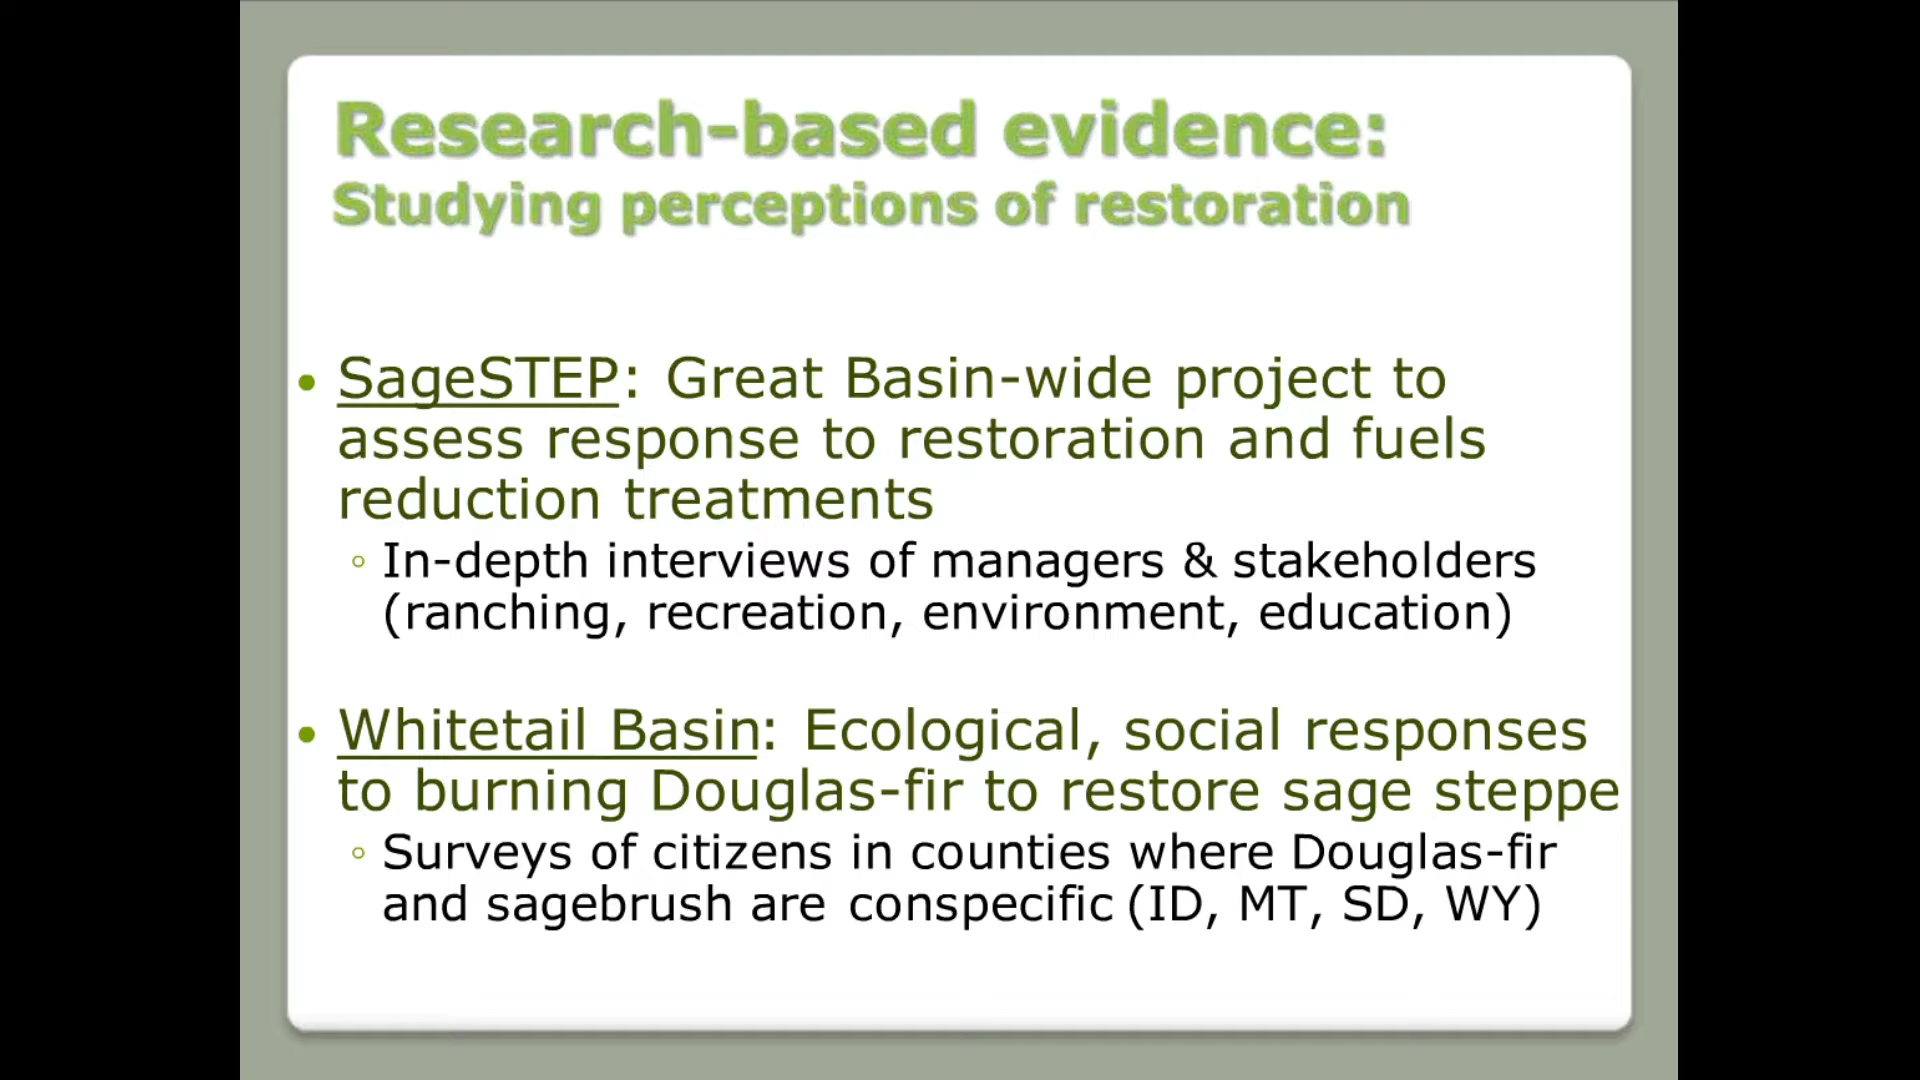 Research-based evidence:
Studying perceptions of restoration
• SageSTEP: Great Basin-wide project to
assess response to restoration and fuels
reduction treatments
◦ In-depth interviews of managers & stakeholders
(ranching, recreation, environment, education)
• Whitetail Basin: Ecological, social responses
to burning Douglas-fir to restore sage steppe
◦ Surveys of citizens in counties where Douglas-fir
and sagebrush are conspecific (ID, MT, SD, WY)